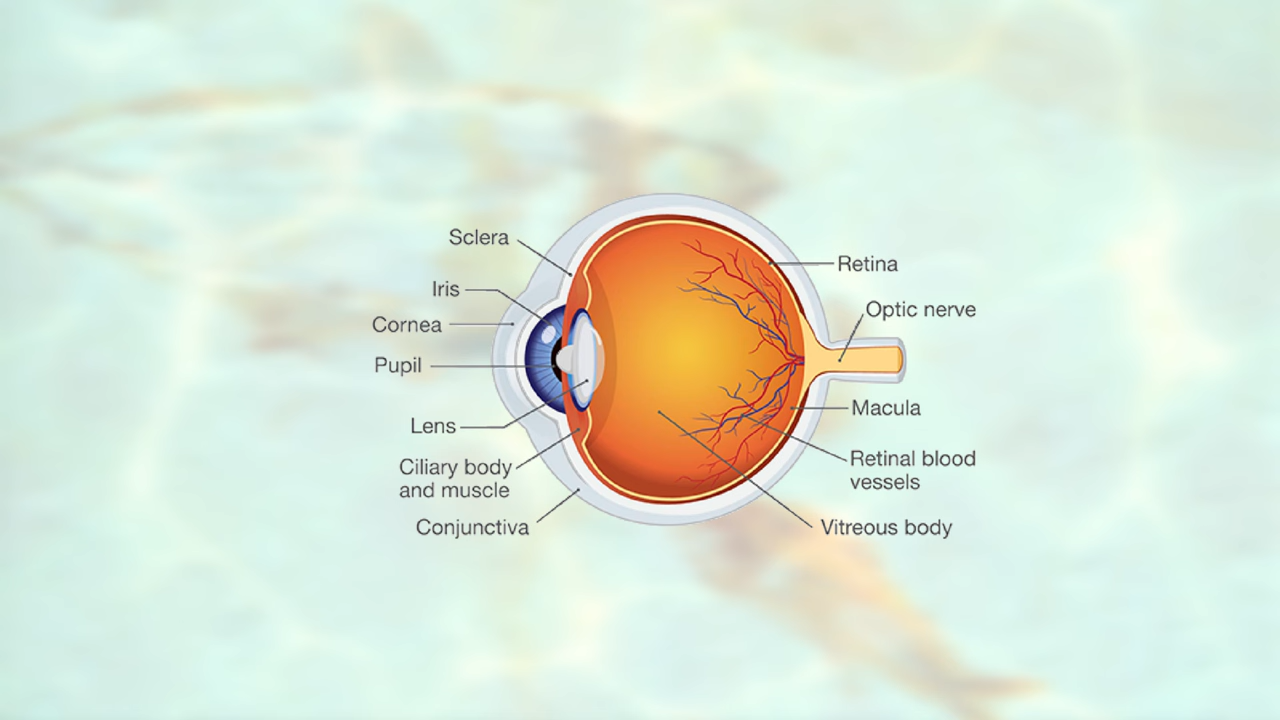 Sclera
Iris
Cornea
Pupil
Lens
Ciliary body
and muscle
Conjunctiva
Retina
Optic nerve
Macula
Retinal blood
vessels
Vitreous body